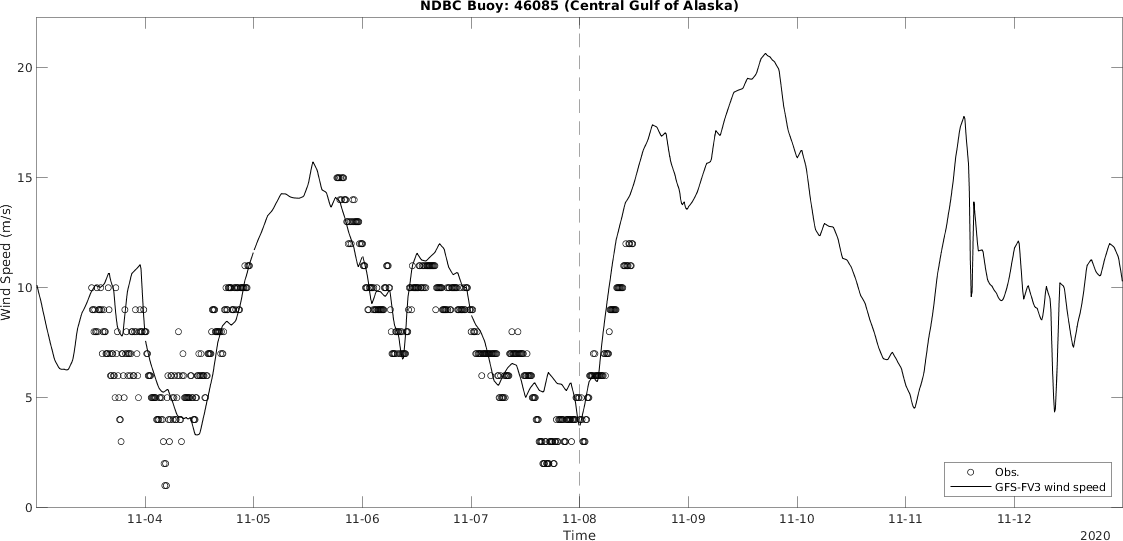 NDBC Buoy: 46085 (Central Gulf of Alaska)
20
15
10
5
0
Wind Speed (m/s)
11-04 11-05 11-06 11-07 11-08 11-09 11-10 11-11 11-12
Time
2020
Obs.
GFS-FV3 wind speed